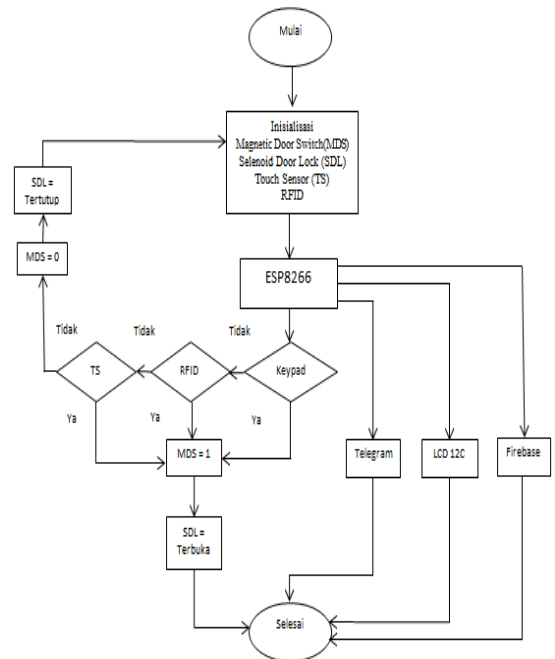 Mulai
Inisialisasi
Magnetic Door Switch(MDS)
Selenoid Door Lock (SDL)
Touch Sensor (TS)
RFID
SDL =
Tertutup
MDS = 0
ESP8266
Tidak
Tidak
Tidak
TS
RFID
Keypad
Ya
Ya
Ya
MDS = 1
Telegram
LCD 12C
Firebase
SDL =
Terbuka
Selesai